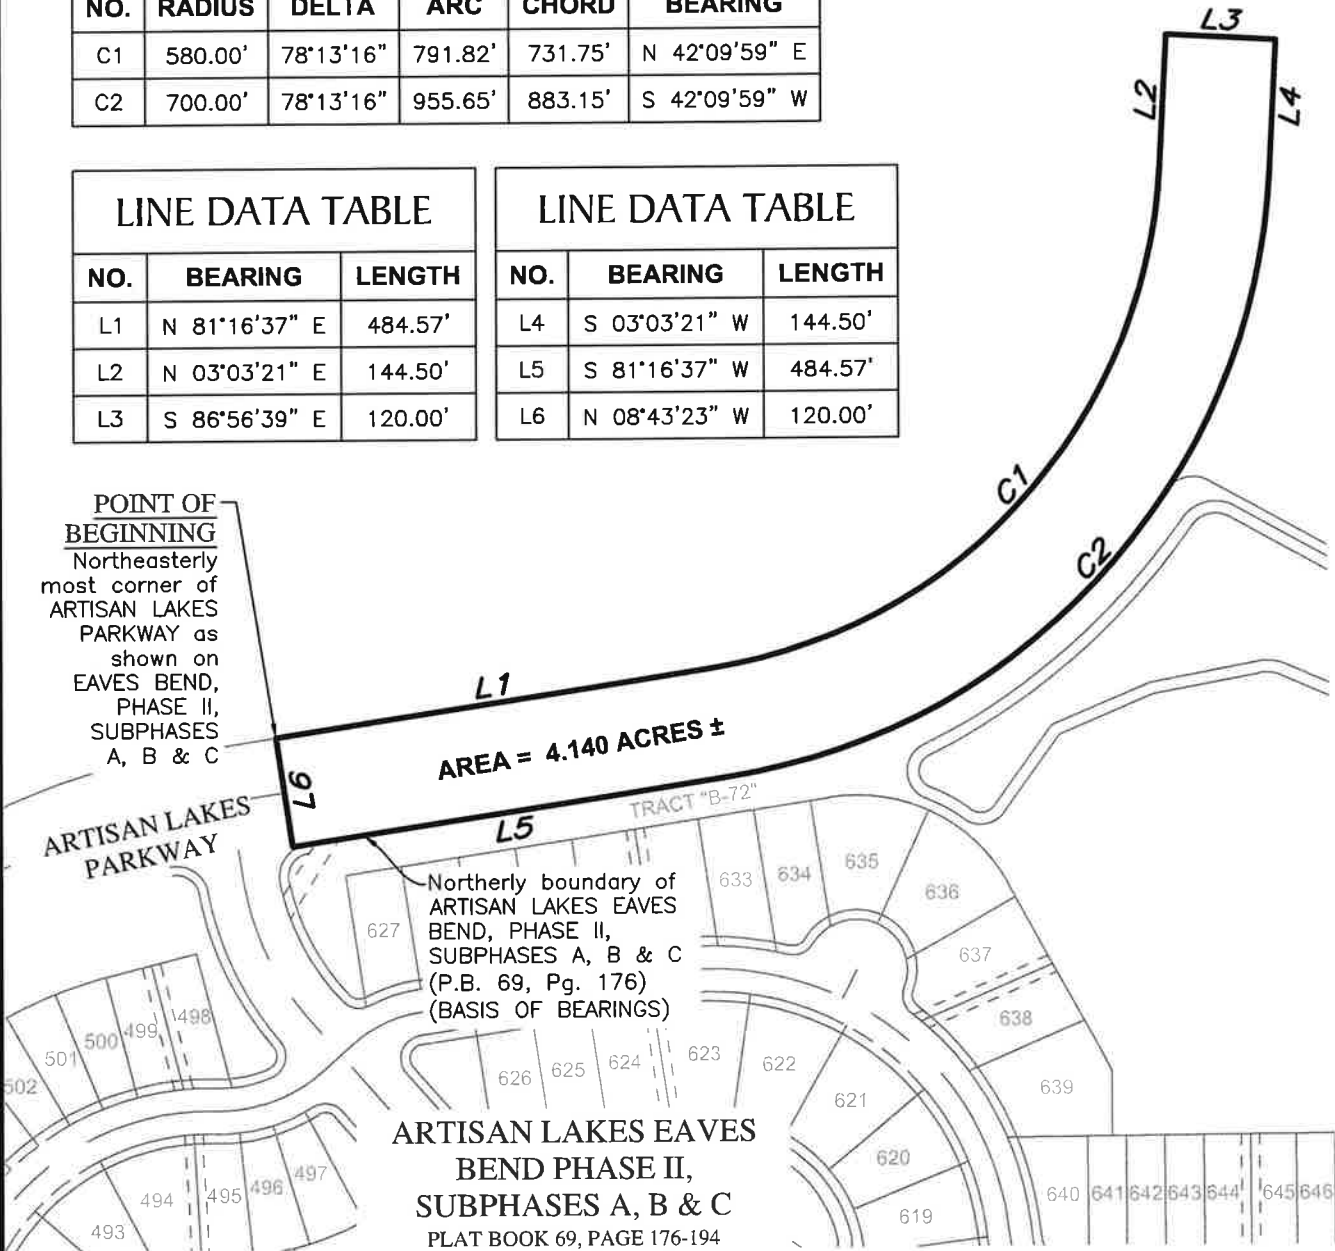 NO. RADIUS DELTA ARC CHORD BEARING
C1 580.00' 78°13'16" 791.82' 731.75' N 42°09'59" E
C2 700.00' 78°13'16" 955.65' 883.15' S 42°09'59" W
LINE DATA TABLE
NO. BEARING LENGTH
L1 N 81°16'37" E 484.57'
L2 N 03°03'21" E 144.50'
L3 S 86°56'39" E 120.00'
LINE DATA TABLE
NO. BEARING LENGTH
L4 S 03°03'21" W 144.50'
L5 S 81°16'37" W 484.57'
L6 N 08°43'23" W 120.00'
L3
L2
L4
C1
C2
POINT OF
BEGINNING
Northeasterly
most corner of
ARTISAN LAKES
PARKWAY as
shown on
EAVES BEND,
PHASE II,
SUBPHASES
A, B & C
L1
AREA = 4.140 ACRES ±
L6
L5
TRACT "B-72"
ARTISAN LAKES
PARKWAY
Northerly boundary of
ARTISAN LAKES EAVES
BEND, PHASE II,
SUBPHASES A, B & C
(P.B. 69, Pg. 176)
(BASIS OF BEARINGS)
627
633
634
635
636
637
638
639
502
501
500
499
498
626
625
624
623
622
621
620
619
493
494
495
496
497
640
641
642
643
644
645
646
ARTISAN LAKES EAVES
BEND PHASE II,
SUBPHASES A, B & C
PLAT BOOK 69, PAGE 176-194